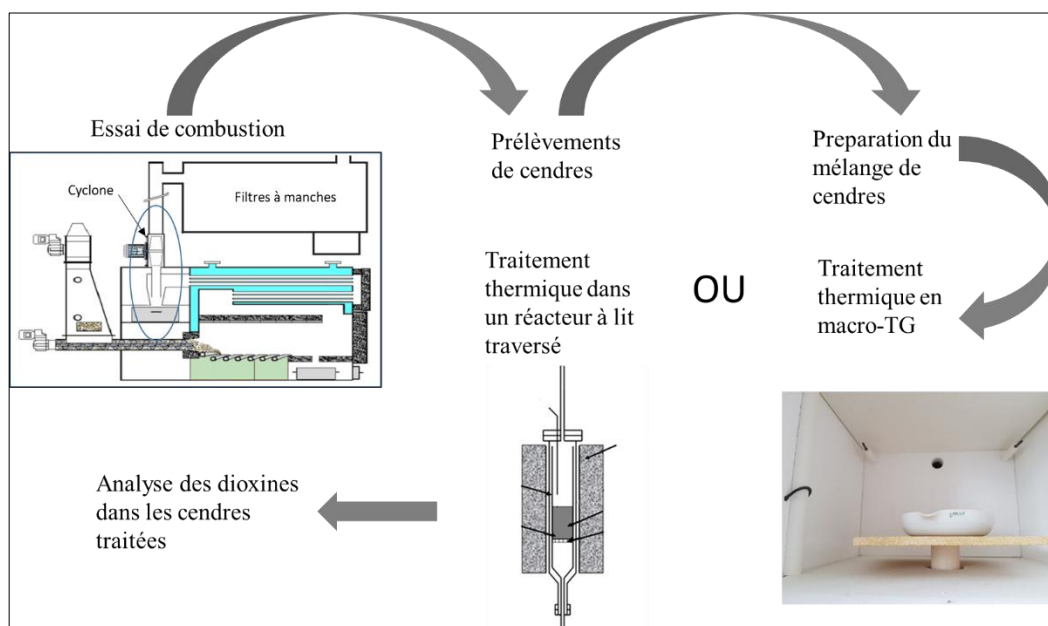 Essai de combustion
Cyclone
Filtres à manches
Prélèvements
de cendres
Preparation du
mélange de
cendres
Traitement
thermique dans
un réacteur à lit
traversé
OU
Traitement
thermique en
macro-TG
Analyse des dioxines
dans les cendres
traitées